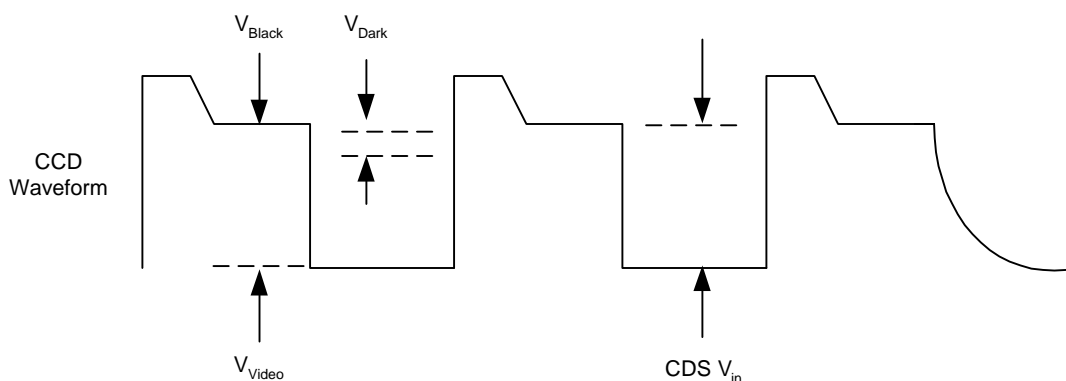 V_Black
V_Dark
CCD
Waveform
V_Video
CDS V_in